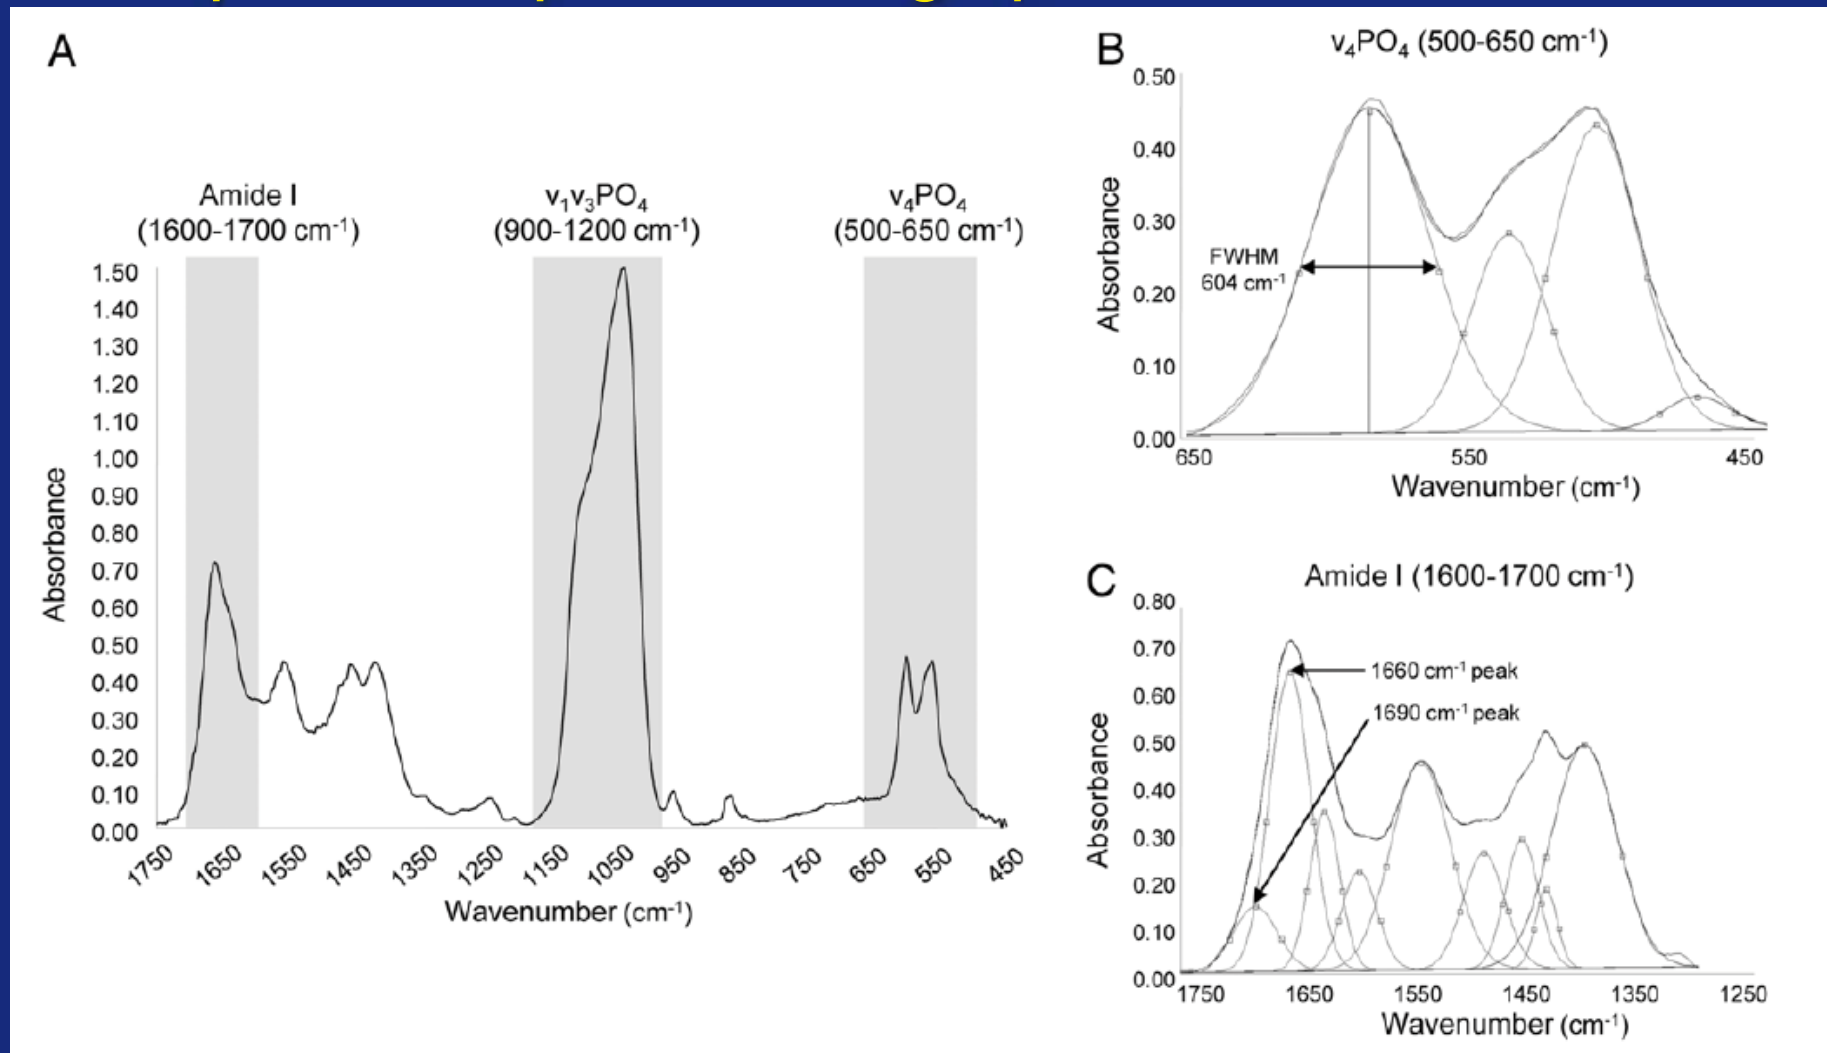 A
Amide I
(1600-1700 cm-1)
v1v3PO4
(900-1200 cm-1)
v4PO4
(500-650 cm-1)
1.50
1.40
1.30
1.20
1.10
1.00
0.90
0.80
0.70
0.60
0.50
0.40
0.30
0.20
0.10
0.00
Absorbance
1750 1650 1550 1450 1350 1250 1150 1050 950 850 750 650 550 450
Wavenumber (cm-1)
B
v4PO4 (500-650 cm-1)
0.50
0.40
0.30
0.20
0.10
0.00
Absorbance
FWHM
604 cm-1
650 550 450
Wavenumber (cm-1)
C
Amide I (1600-1700 cm-1)
0.80
0.70
0.60
0.50
0.40
0.30
0.20
0.10
0.00
Absorbance
1660 cm-1 peak
1690 cm-1 peak
1750 1650 1550 1450 1350 1250
Wavenumber (cm-1)